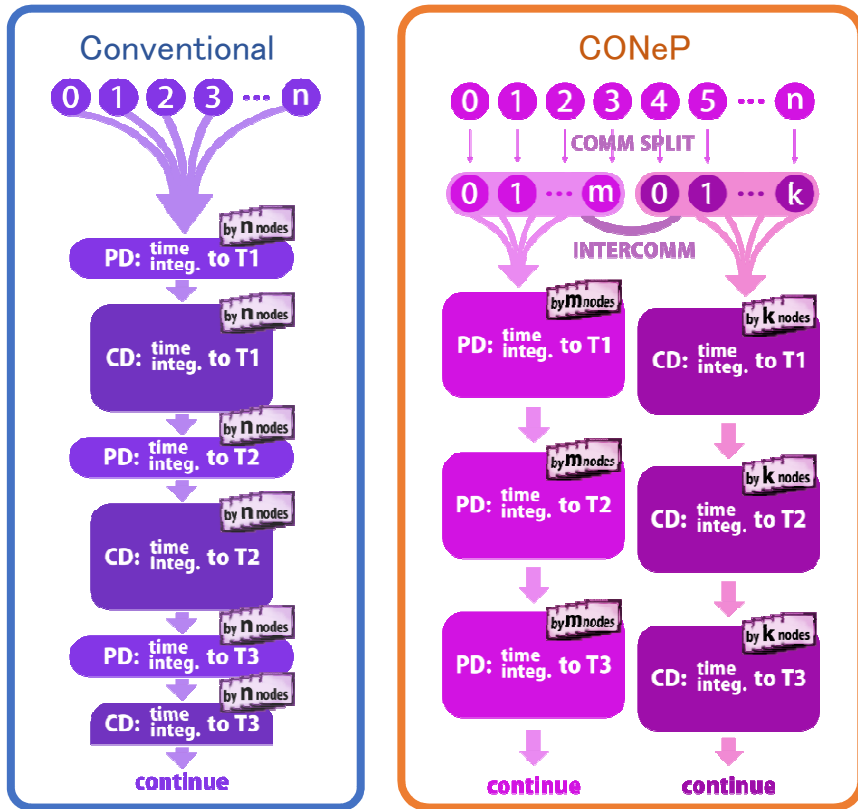 Conventional
0 1 2 3 ··· n
by n nodes
PD: time integ. to T1
by n nodes
CD: time integ. to T1
by n nodes
PD: time integ. to T2
by n nodes
CD: time integ. to T2
by n nodes
PD: time integ. to T3
by n nodes
CD: time integ. to T3
continue
CONeP
0 1 2 3 4 5 ··· n
COMM SPLIT
0 1 ··· m 0 1 ··· k
INTERCOMM
by m nodes
PD: time integ. to T1
by m nodes
PD: time integ. to T2
by m nodes
PD: time integ. to T3
continue
by k nodes
CD: time integ. to T1
by k nodes
CD: time integ. to T2
by k nodes
CD: time integ. to T3
continue